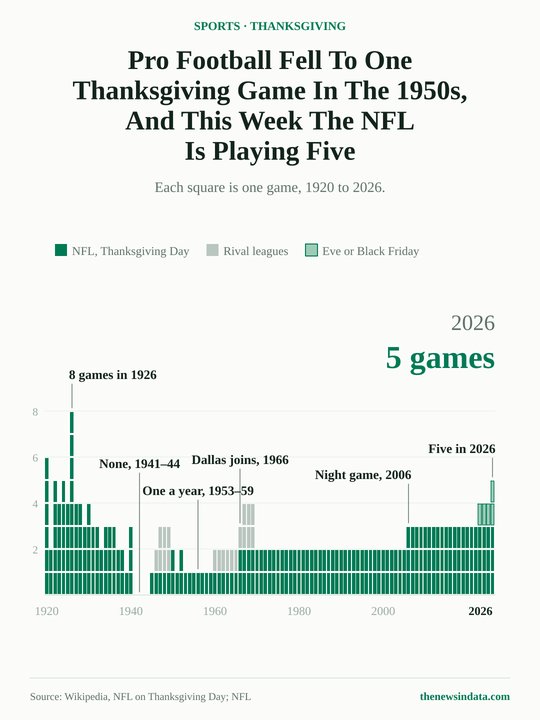 SPORTS · THANKSGIVING
Pro Football Fell To One
Thanksgiving Game In The 1950s,
And This Week The NFL
Is Playing Five
Each square is one game, 1920 to 2026.
NFL, Thanksgiving Day
Rival leagues
Eve or Black Friday
2026
5 games
8 games in 1926
8
Five in 2026
6
None, 1941–44
Dallas joins, 1966
Night game, 2006
One a year, 1953–59
4
2
1920
1940
1960
1980
2000
2026
Source: Wikipedia, NFL on Thanksgiving Day; NFL
thenewsindata.com